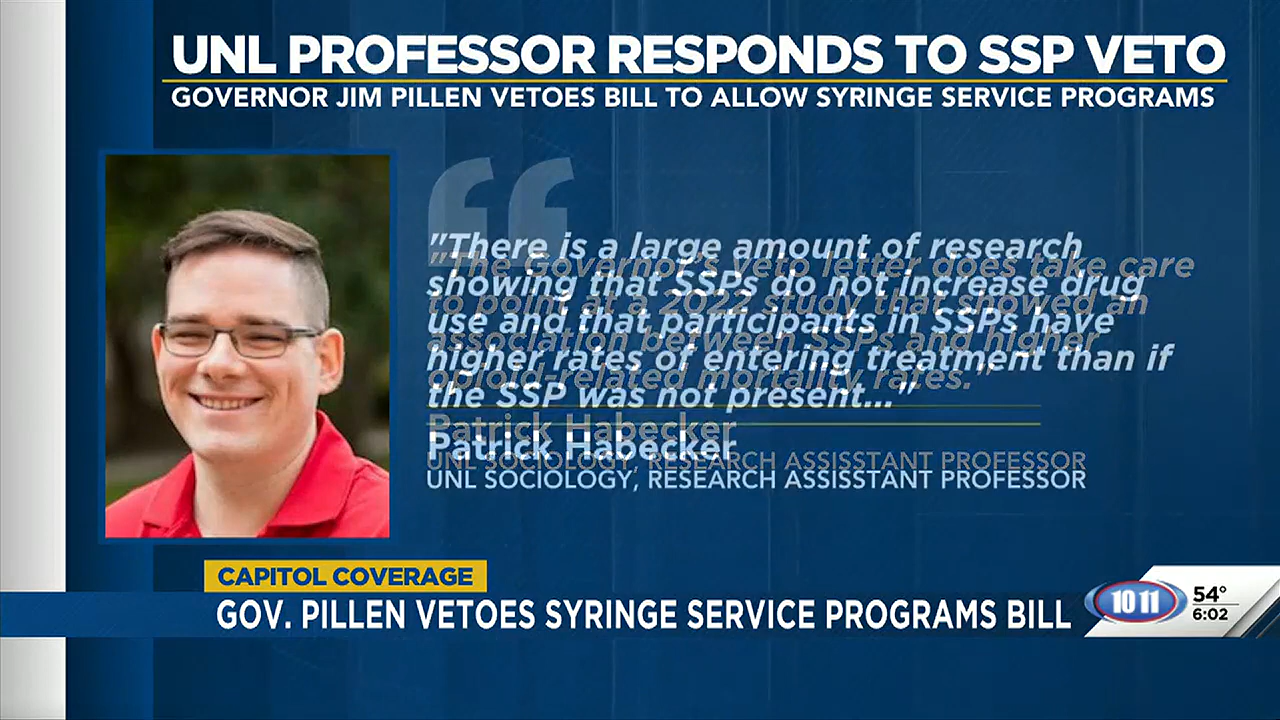 UNL PROFESSOR RESPONDS TO SSP VETO
GOVERNOR JIM PILLEN VETOES BILL TO ALLOW SYRINGE SERVICE PROGRAMS
"There is a large amount of research
showing that SSPs do not increase drug
use and that participants in SSPs have
higher rates of entering treatment than if
the SSP was not present..."
Patrick Habecker
UNL SOCIOLOGY, RESEARCH ASSISSTANT PROFESSOR
"The Governor's veto letter does take care
to point at a 2022 study that showed an
association between SSPs and higher
opioid-related mortality rates."
Patrick Habecker
UNL SOCIOLOGY, RESEARCH ASSISSTANT PROFESSOR
CAPITOL COVERAGE
GOV. PILLEN VETOES SYRINGE SERVICE PROGRAMS BILL
10 11
54°
6:02